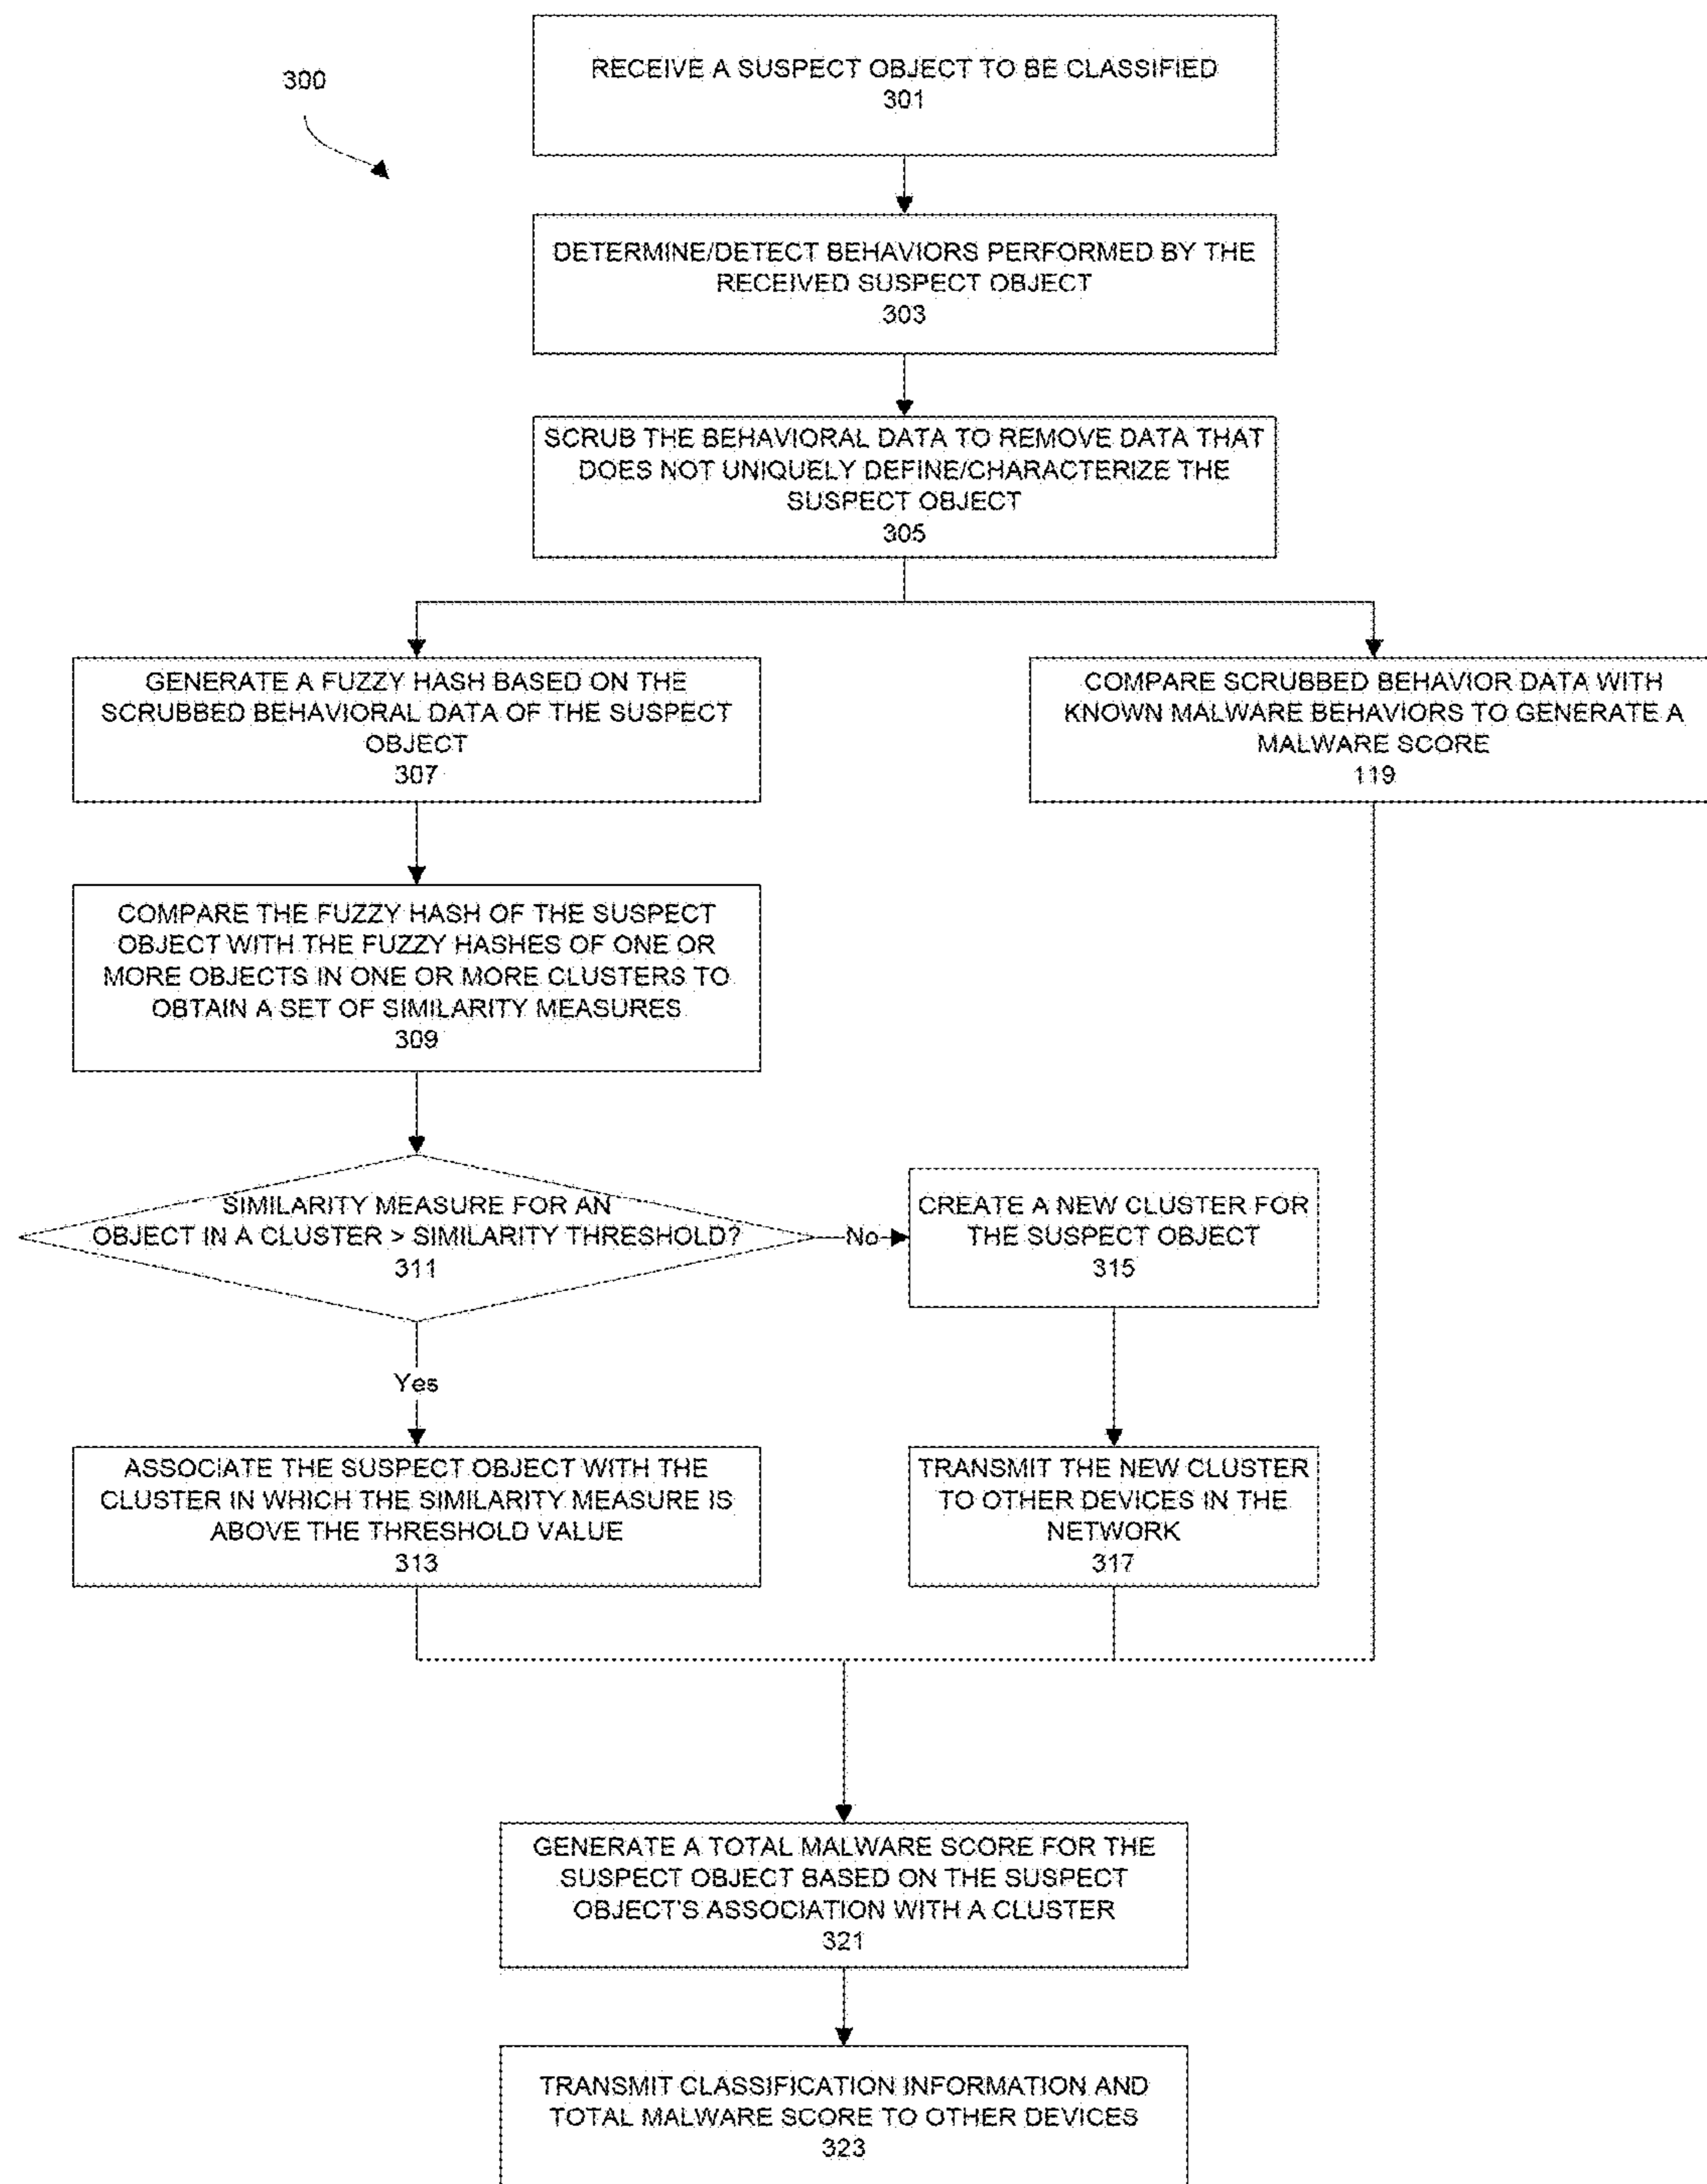 300
RECEIVE A SUSPECT OBJECT TO BE CLASSIFIED
301
DETERMINE/DETECT BEHAVIORS PERFORMED BY THE
RECEIVED SUSPECT OBJECT
303
SCRUB THE BEHAVIORAL DATA TO REMOVE DATA THAT
DOES NOT UNIQUELY DEFINE/CHARACTERIZE THE
SUSPECT OBJECT
305
GENERATE A FUZZY HASH BASED ON THE
SCRUBBED BEHAVIORAL DATA OF THE SUSPECT
OBJECT
307
COMPARE SCRUBBED BEHAVIOR DATA WITH
KNOWN MALWARE BEHAVIORS TO GENERATE A
MALWARE SCORE
119
COMPARE THE FUZZY HASH OF THE SUSPECT
OBJECT WITH THE FUZZY HASHES OF ONE OR
MORE OBJECTS IN ONE OR MORE CLUSTERS TO
OBTAIN A SET OF SIMILARITY MEASURES
309
SIMILARITY MEASURE FOR AN
OBJECT IN A CLUSTER > SIMILARITY THRESHOLD?
311
No
CREATE A NEW CLUSTER FOR
THE SUSPECT OBJECT
315
Yes
ASSOCIATE THE SUSPECT OBJECT WITH THE
CLUSTER IN WHICH THE SIMILARITY MEASURE IS
ABOVE THE THRESHOLD VALUE
313
TRANSMIT THE NEW CLUSTER
TO OTHER DEVICES IN THE
NETWORK
317
GENERATE A TOTAL MALWARE SCORE FOR THE
SUSPECT OBJECT BASED ON THE SUSPECT
OBJECT'S ASSOCIATION WITH A CLUSTER
321
TRANSMIT CLASSIFICATION INFORMATION AND
TOTAL MALWARE SCORE TO OTHER DEVICES
323